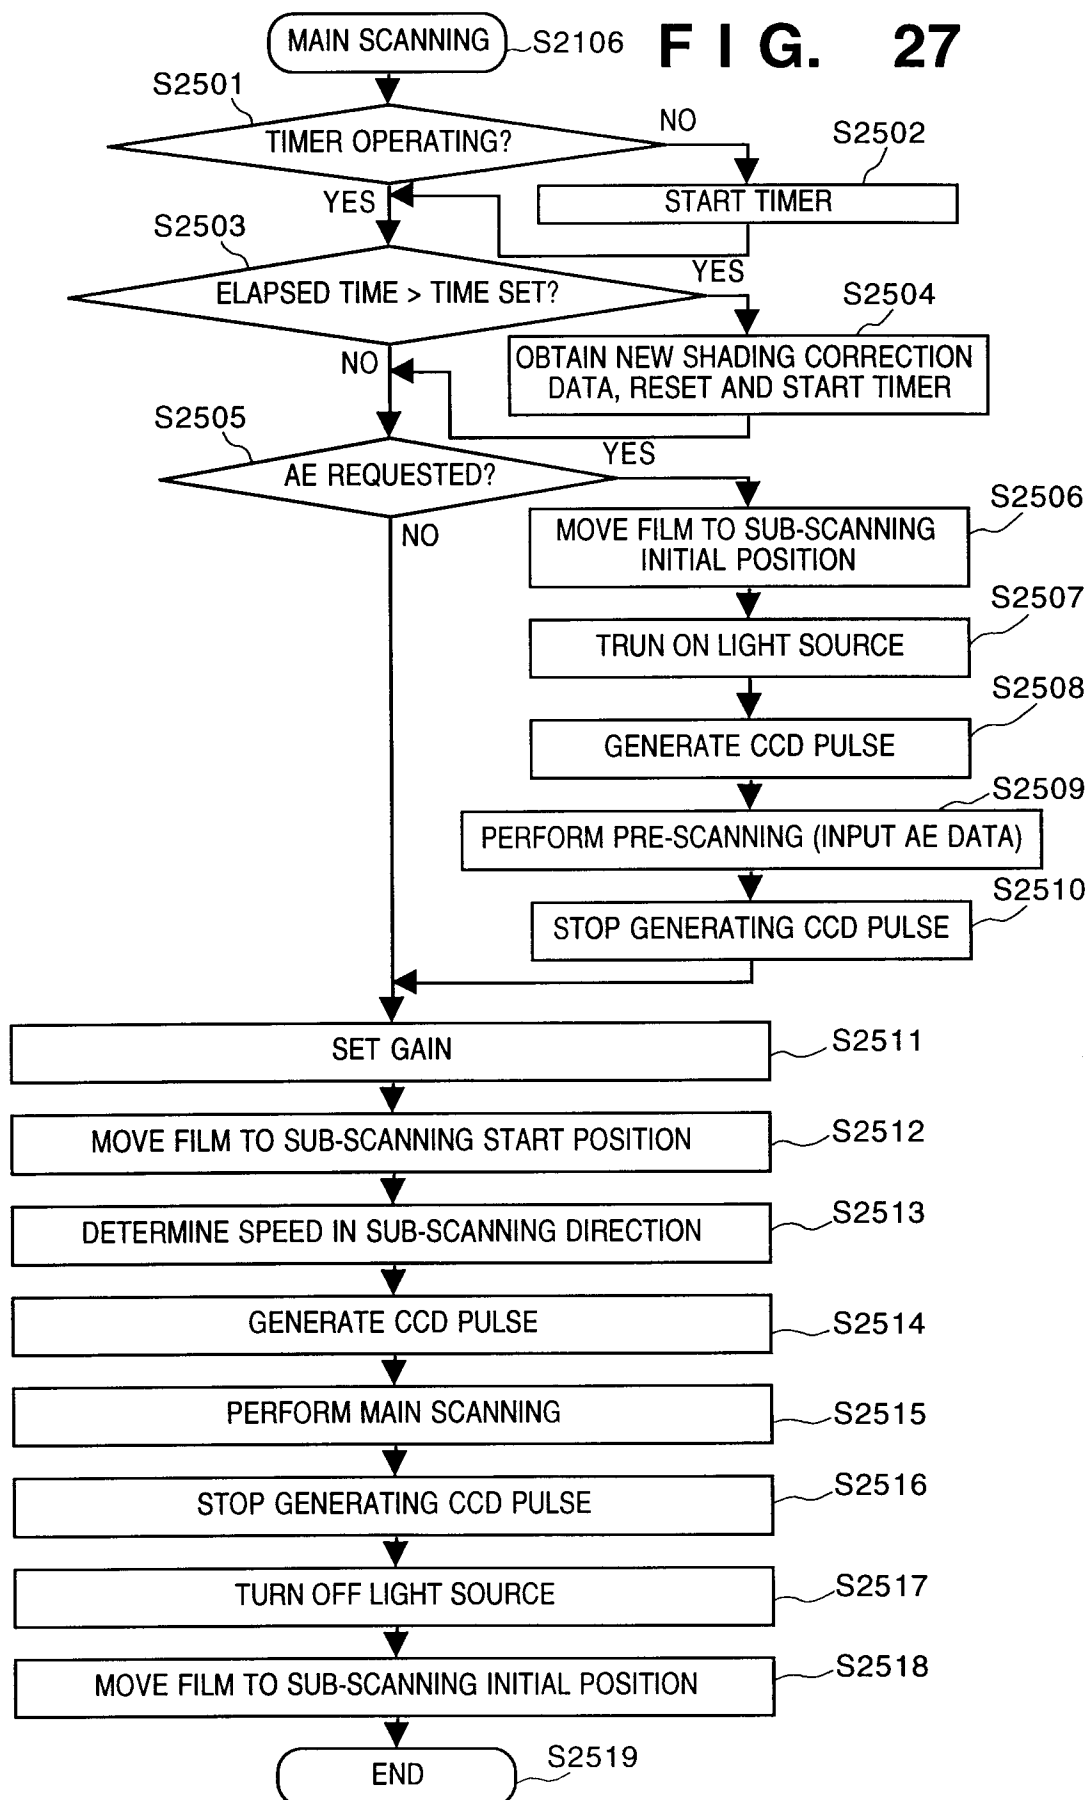 MAIN SCANNING
S2106
F I G. 27
S2501
TIMER OPERATING?
NO
S2502
START TIMER
YES
S2503
ELAPSED TIME > TIME SET?
YES
S2504
OBTAIN NEW SHADING CORRECTION
DATA, RESET AND START TIMER
NO
S2505
AE REQUESTED?
YES
NO
S2506
MOVE FILM TO SUB-SCANNING
INITIAL POSITION
S2507
TRUN ON LIGHT SOURCE
S2508
GENERATE CCD PULSE
S2509
PERFORM PRE-SCANNING (INPUT AE DATA)
S2510
STOP GENERATING CCD PULSE
SET GAIN
S2511
MOVE FILM TO SUB-SCANNING START POSITION
S2512
DETERMINE SPEED IN SUB-SCANNING DIRECTION
S2513
GENERATE CCD PULSE
S2514
PERFORM MAIN SCANNING
S2515
STOP GENERATING CCD PULSE
S2516
TURN OFF LIGHT SOURCE
S2517
MOVE FILM TO SUB-SCANNING INITIAL POSITION
S2518
END
S2519